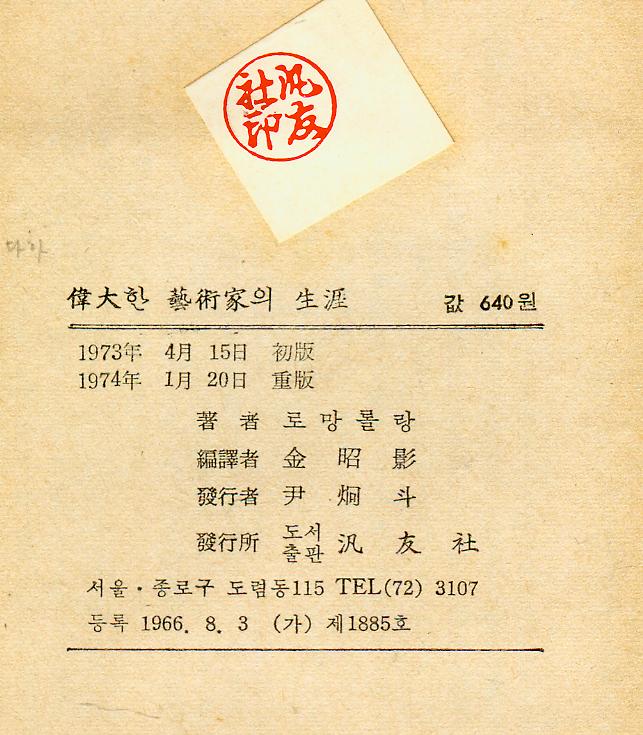 汎友
社印
다가
偉大한 藝術家의 生涯 값 640원
1973年 4月 15日 初版
1974年 1月 20日 重版
著者 로망롤랑
編譯者 金昭影
發行者 尹炯斗
發行所 도서출판 汎友社
서울·종로구 도렴동115 TEL(72) 3107
등록 1966. 8. 3 (가) 제1885호